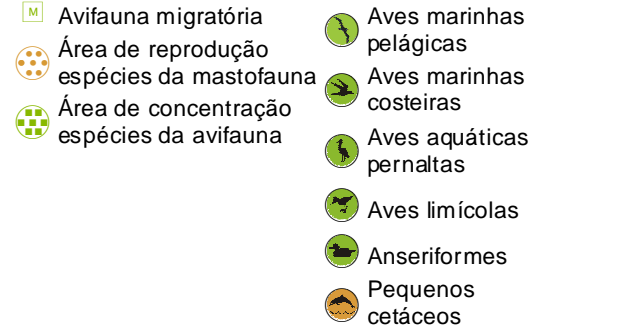 M Avifauna migratória
Área de reprodução
espécies da mastofauna
Área de concentração
espécies da avifauna
Aves marinhas
pelágicas
Aves marinhas
costeiras
Aves aquáticas
pernaltas
Aves limícolas
Anseriformes
Pequenos
cetáceos